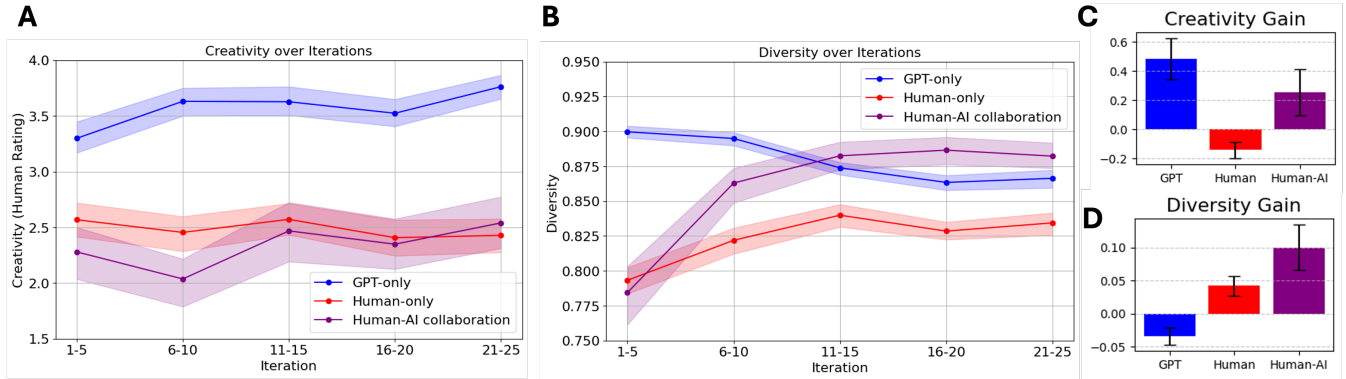 A
Creativity over Iterations
Creativity (Human Rating)
4.0
3.5
3.0
2.5
2.0
1.5
GPT-only
Human-only
Human-AI collaboration
1-5
6-10
11-15
16-20
21-25
Iteration
B
Diversity over Iterations
Diversity
0.950
0.925
0.900
0.875
0.850
0.825
0.800
0.775
0.750
GPT-only
Human-only
Human-AI collaboration
1-5
6-10
11-15
16-20
21-25
Iteration
C
Creativity Gain
0.6
0.4
0.2
0.0
−0.2
GPT
Human
Human-AI
D
Diversity Gain
0.10
0.05
0.00
−0.05
GPT
Human
Human-AI